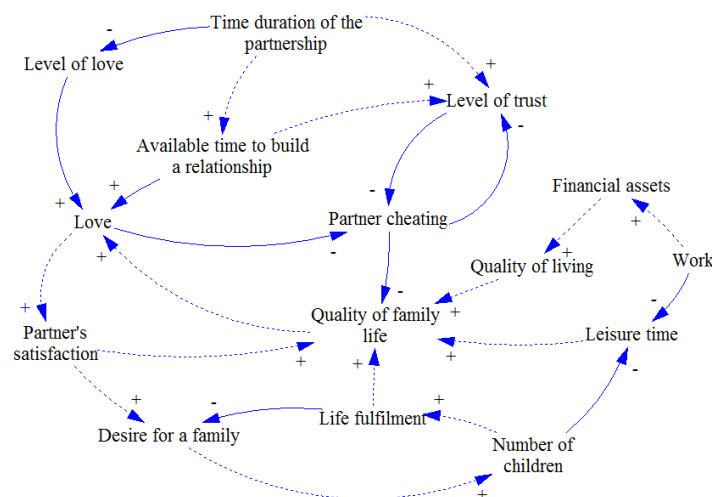 Time duration of the
partnership
-
Level of love
+
+
+
Level of trust
-
Available time to build
a relationship
+
+
Love
+
-
Partner cheating
-
Financial assets
+
+
Quality of living
Work
-
-
+
Partner's
satisfaction
Quality of family
life
+
+
+
+
Leisure time
-
+
-
Life fulfilment
+
Desire for a family
Number of
children
+